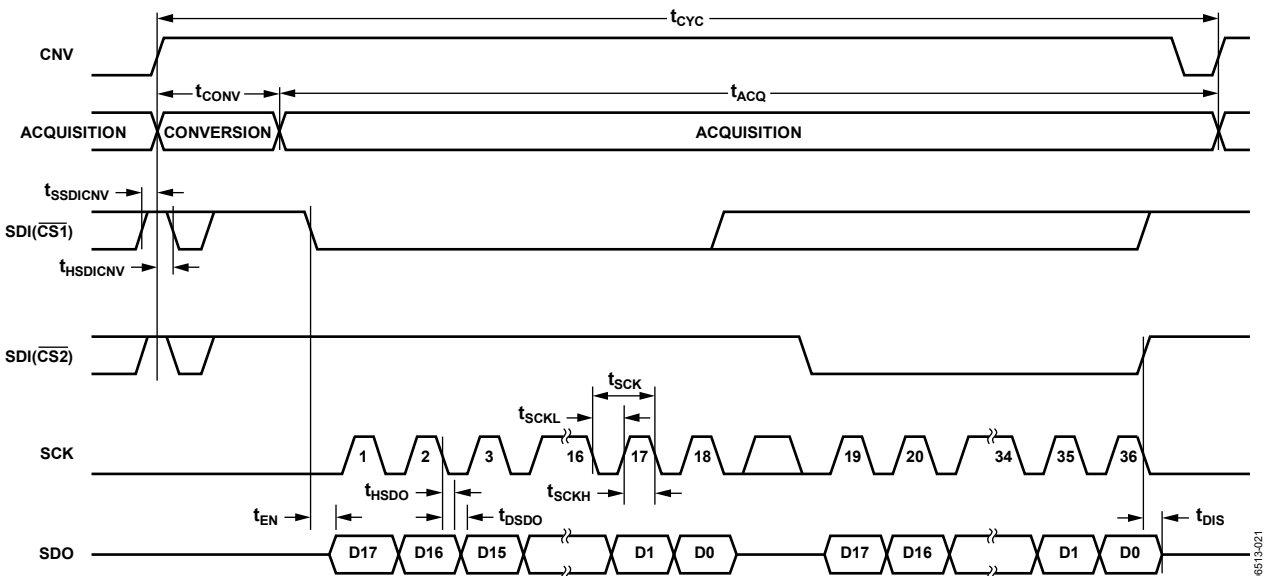 tCYC
CNV
tCONV
tACQ
ACQUISITION CONVERSION ACQUISITION
tSSDICNV
SDI(CS1)
tHSDICNV
SDI(CS2)
tSCK
tSCKL
SCK 1 2 3 16 17 18 19 20 34 35 36
tHSDO
tSCKH
tEN
tDSDO
tDIS
SDO D17 D16 D15 D1 D0 D17 D16 D1 D0
06513-021